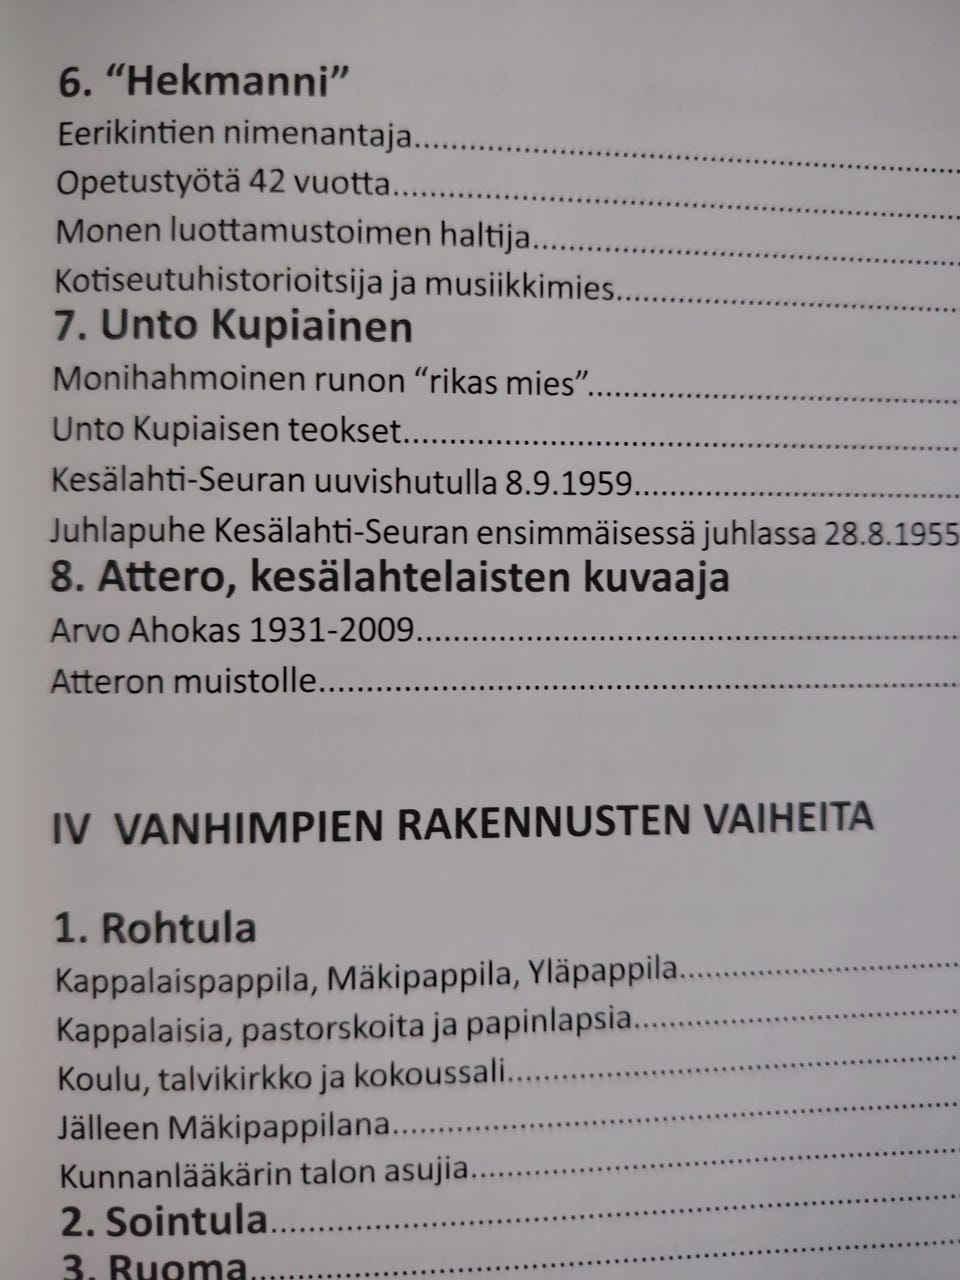 6. “Hekmanni”
Eerikintien nimenantaja......................................................
Opetustyötä 42 vuotta......................................................
Monen luottamustoimen haltija..........................................
Kotiseutuhistorioitsija ja musiikkimies..................................
7. Unto Kupiainen
Monihahmoinen runon “rikas mies”.....................................
Unto Kupiaisen teokset......................................................
Kesälahti-Seuran uuvishutulla 8.9.1959................................
Juhlapuhe Kesälahti-Seuran ensimmäisessä juhlassa 28.8.1955
8. Attero, kesälahtelaisten kuvaaja
Arvo Ahokas 1931-2009......................................................
Atteron muistolle...............................................................
IV VANHIMPIEN RAKENNUSTEN VAIHEITA
1. Rohtula
Kappalaispappila, Mäkipappila, Yläpappila............................
Kappalaisia, pastorskoita ja papinlapsia................................
Koulu, talvikirkko ja kokoussali............................................
Jälleen Mäkipappilana......................................................
Kunnanlääkärin talon asujia................................................
2. Sointula.....................................................................
3. Ruoma.......................................................................